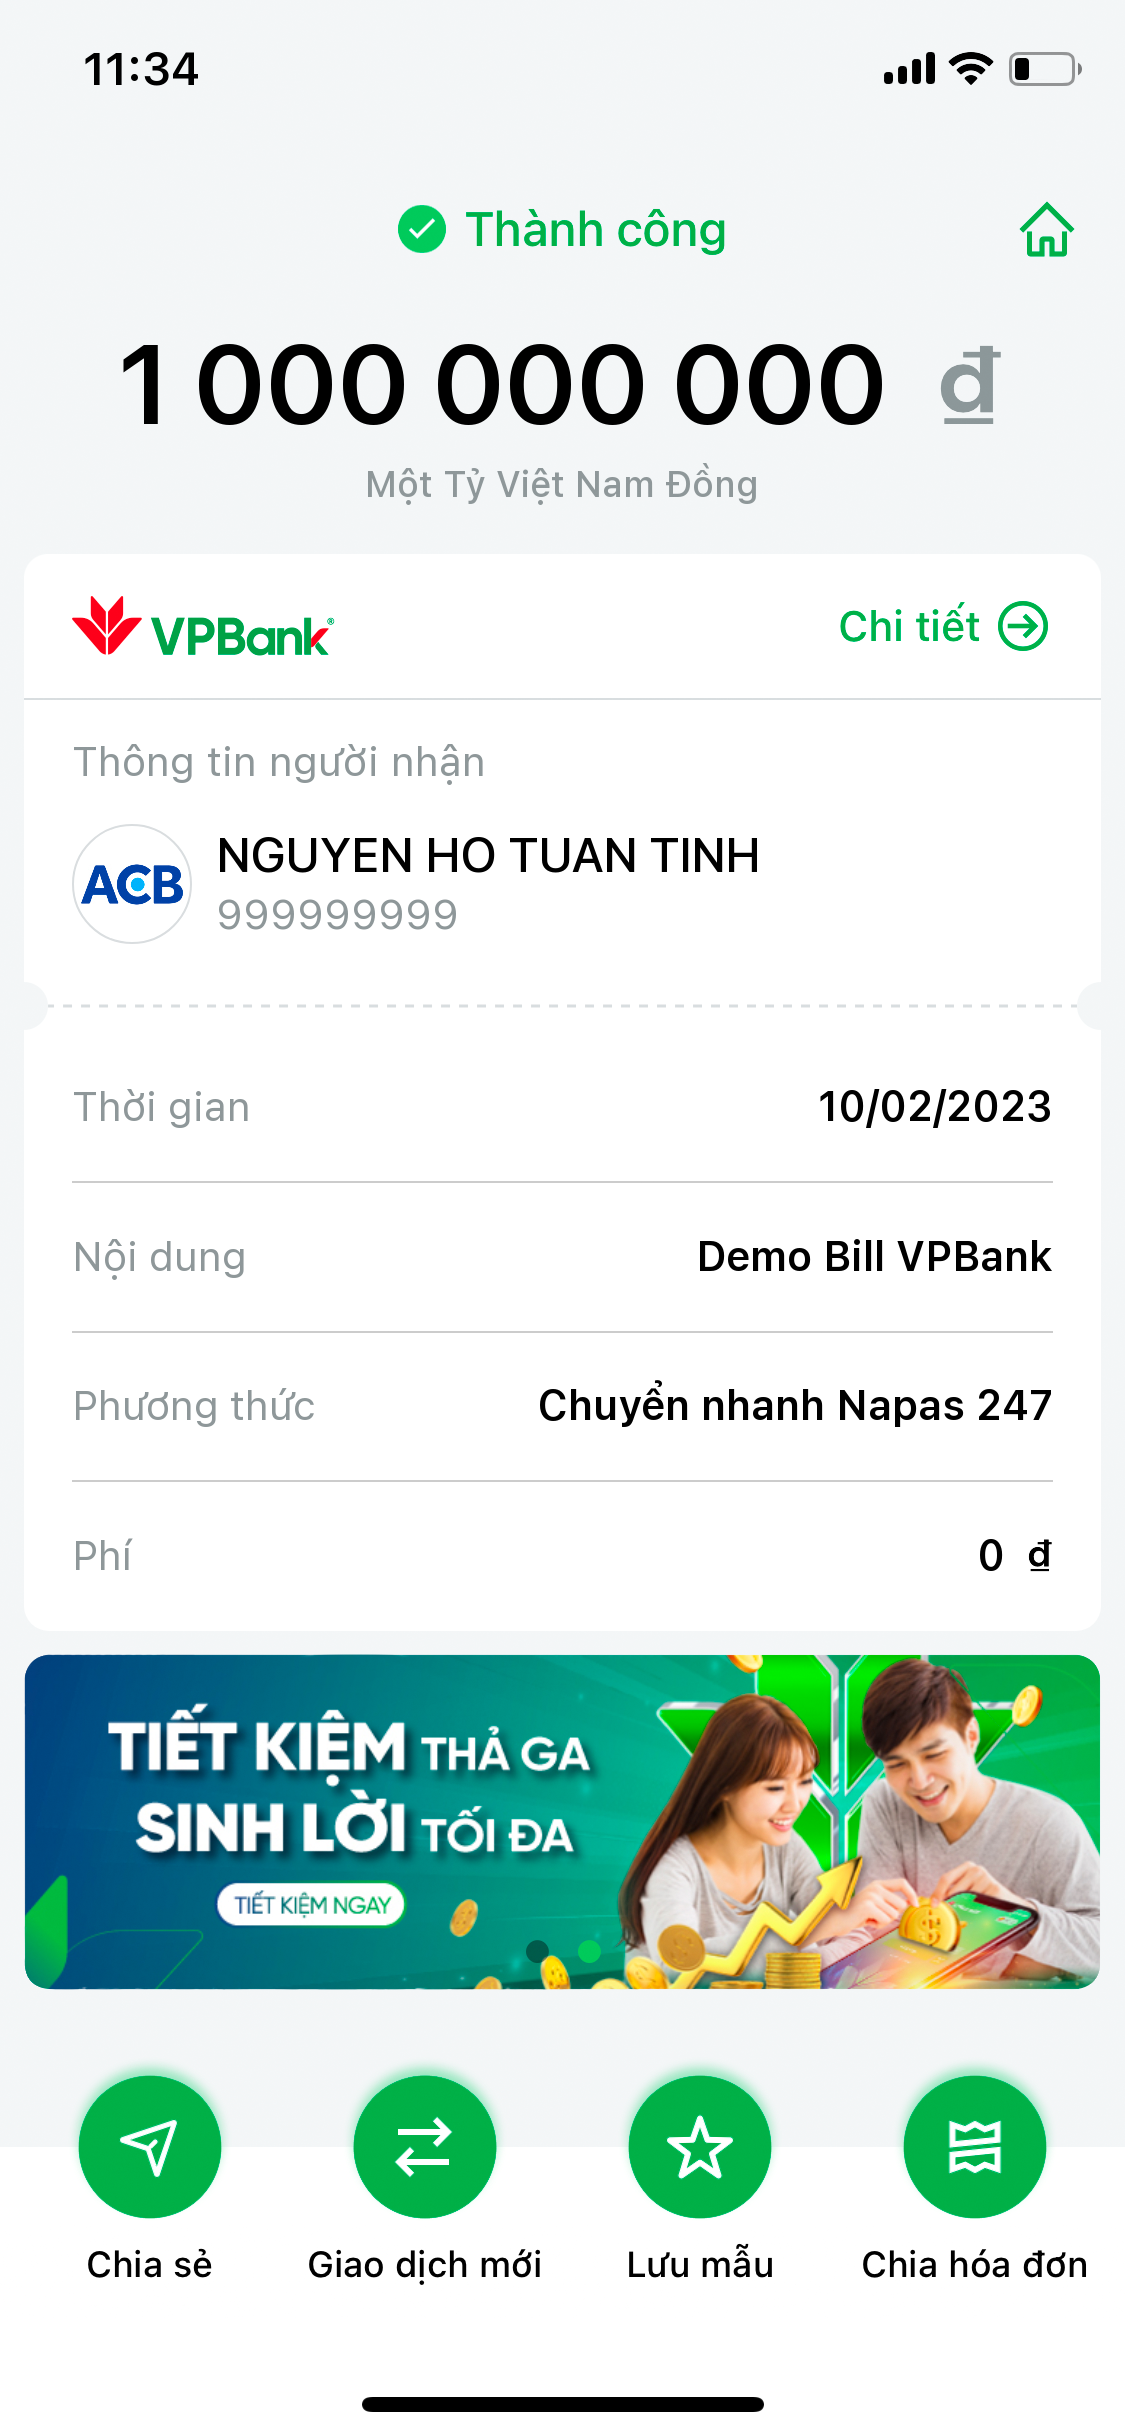 11:34
Thành công
1 000 000 000 đ
Một Tỷ Việt Nam Đồng
VPBank®
Chi tiết
Thông tin người nhận
ACB
NGUYEN HO TUAN TINH
999999999
Thời gian
10/02/2023
Nội dung
Demo Bill VPBank
Phương thức
Chuyển nhanh Napas 247
Phí
0 đ
TIẾT KIỆM THẢ GA
SINH LỜI TỐI ĐA
TIẾT KIỆM NGAY
Chia sẻ
Giao dịch mới
Lưu mẫu
Chia hóa đơn